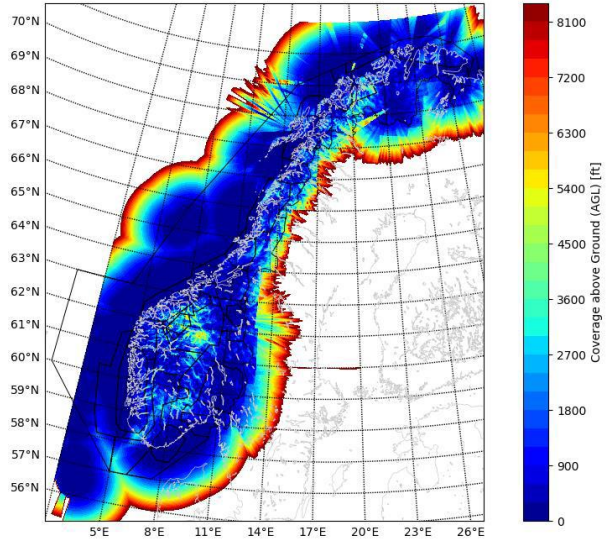 70°N
69°N
68°N
67°N
66°N
65°N
64°N
63°N
62°N
61°N
60°N
59°N
58°N
57°N
56°N
5°E
8°E
11°E
14°E
17°E
20°E
23°E
26°E
8100
7200
6300
5400
4500
3600
2700
1800
900
0
Coverage above Ground (AGL) [ft]